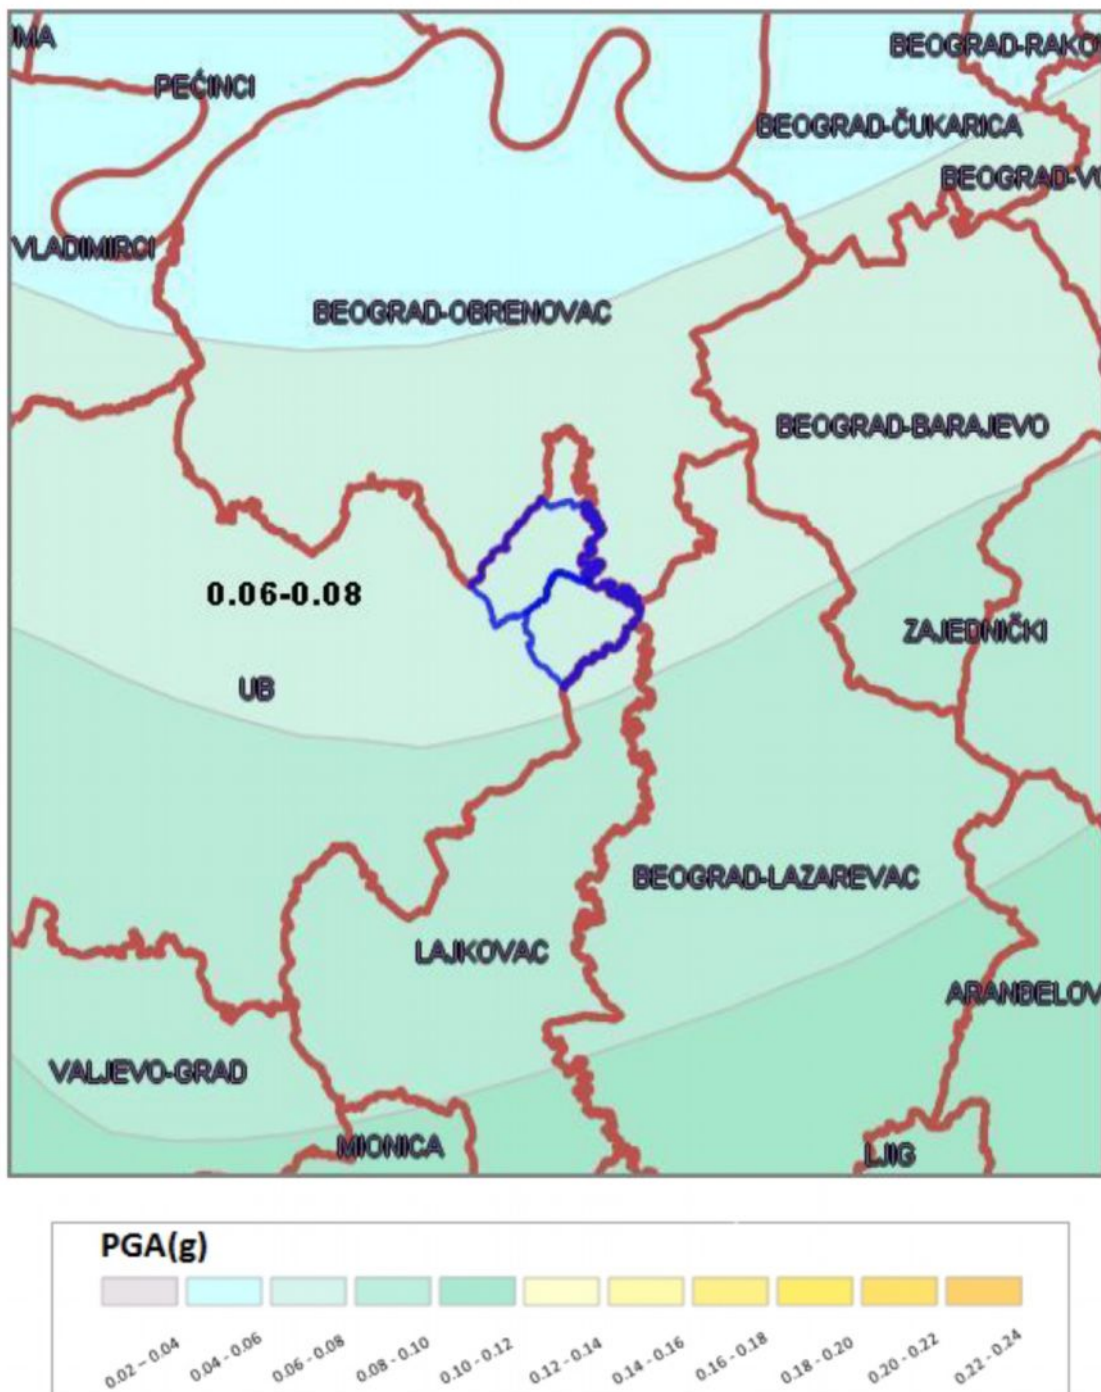 PEĆINCI
BEOGRAD-ČUKARICA
VLADIMIRCI
BEOGRAD-OBRENOVAC
BEOGRAD-BARAJEVO
0.06-0.08
ZAJEDNIČKI
UB
BEOGRAD-LAZAREVAC
LAJKOVAC
VALJEVO-GRAD
MIONICA
LJIG
PGA(g)
0.02 – 0.04
0.04 - 0.06
0.06 - 0.08
0.08 - 0.10
0.10 - 0.12
0.12 - 0.14
0.14 - 0.16
0.16 - 0.18
0.18 - 0.20
0.20 - 0.22
0.22 - 0.24